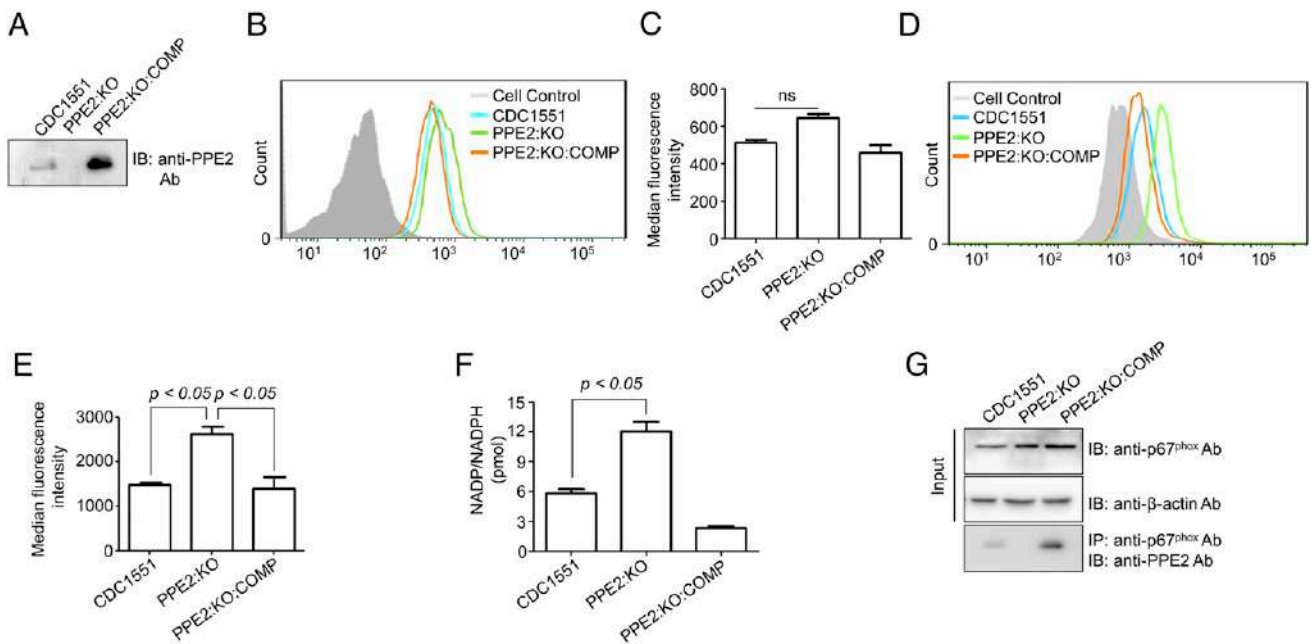 A
CDC1551
PPE2:KO
PPE2:KO:COMP
IB: anti-PPE2
Ab
B
Count
0
10¹ 10² 10³ 10⁴ 10⁵
Cell Control
CDC1551
PPE2:KO
PPE2:KO:COMP
C
Median fluorescence
intensity
800
600
400
200
0
ns
CDC1551
PPE2:KO
PPE2:KO:COMP
D
Count
0
10¹ 10² 10³ 10⁴ 10⁵
Cell Control
CDC1551
PPE2:KO
PPE2:KO:COMP
E
Median fluorescence
intensity
3000
2000
1000
0
p < 0.05 p < 0.05
CDC1551
PPE2:KO
PPE2:KO:COMP
F
NADP/NADPH
(pmol)
15
12
9
6
3
0
p < 0.05
CDC1551
PPE2:KO
PPE2:KO:COMP
G
CDC1551
PPE2:KO
PPE2:KO:COMP
Input
IB: anti-p67ᵖʰᵒˣ Ab
IB: anti-β-actin Ab
IP: anti-p67ᵖʰᵒˣ Ab
IB: anti-PPE2 Ab